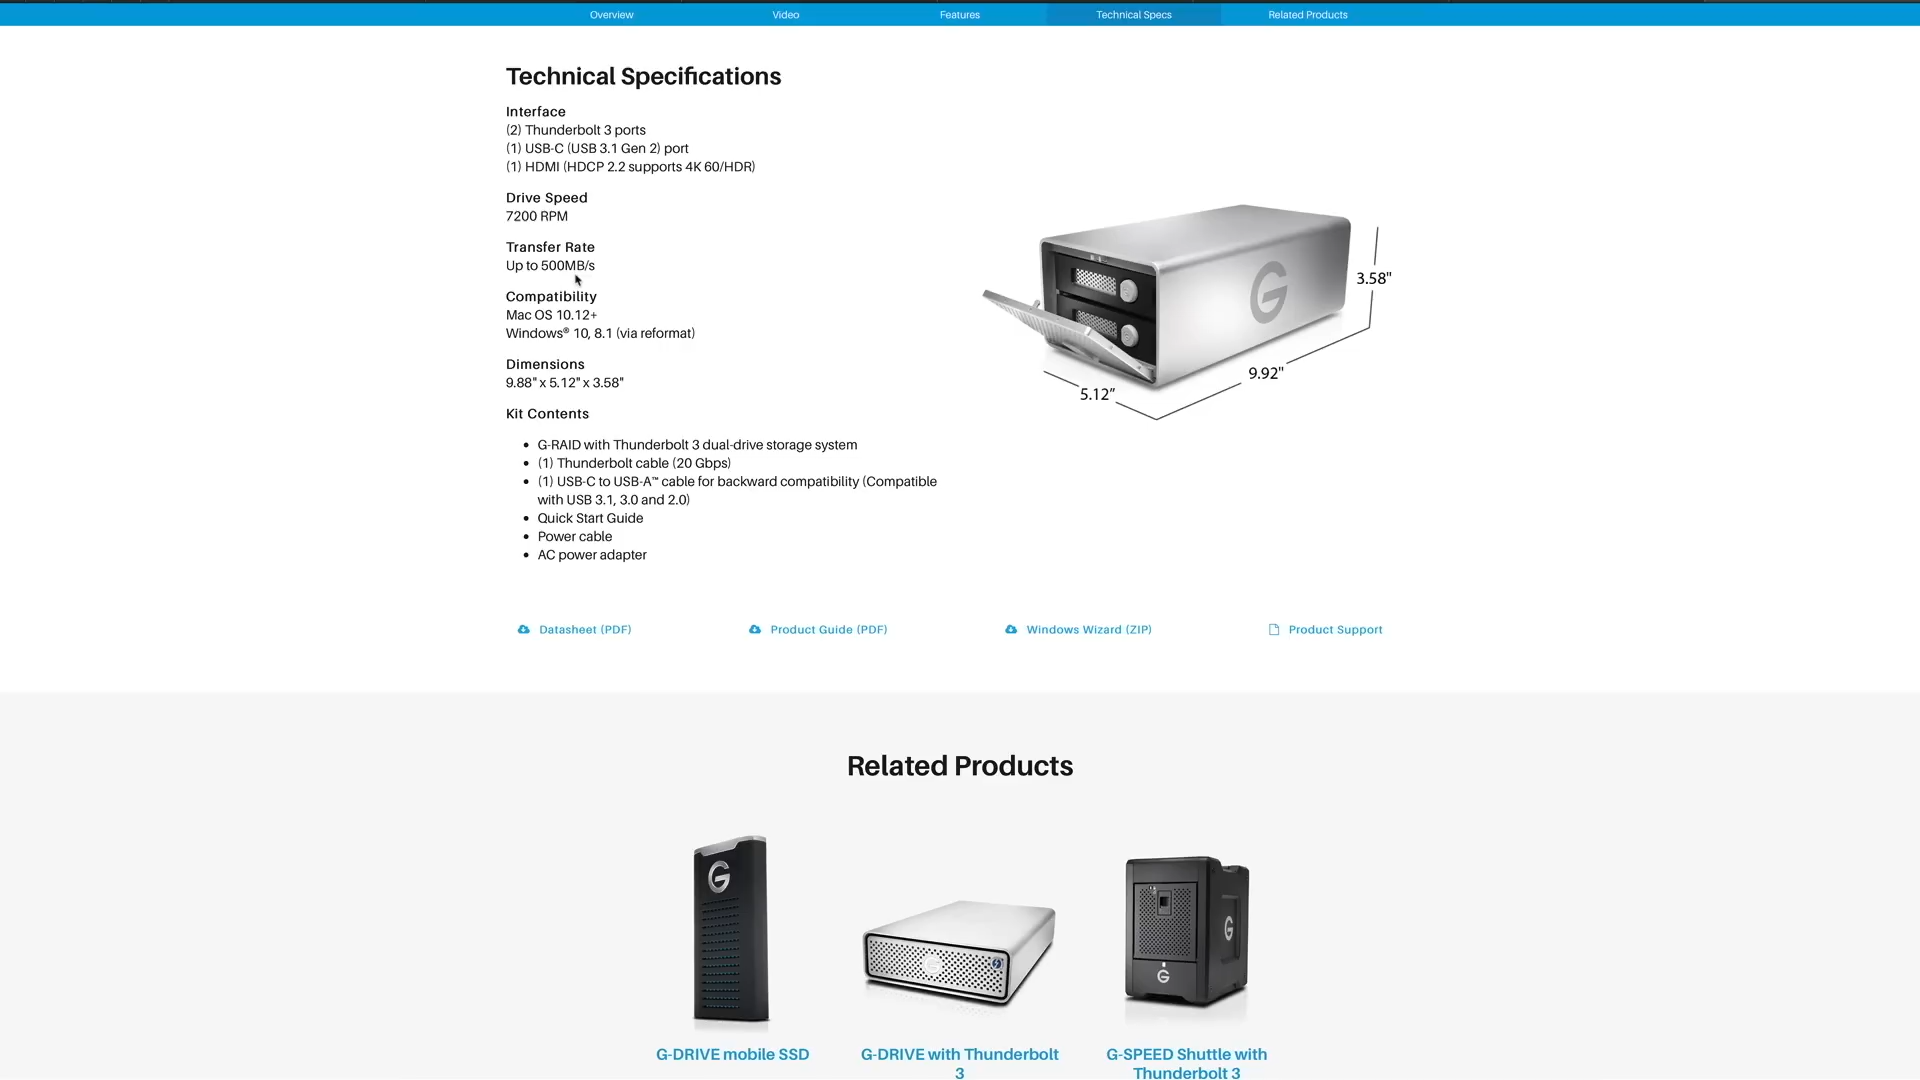 Overview
Video
Features
Technical Specs
Related Products
Technical Specifications
Interface
(2) Thunderbolt 3 ports
(1) USB-C (USB 3.1 Gen 2) port
(1) HDMI (HDCP 2.2 supports 4K 60/HDR)
Drive Speed
7200 RPM
Transfer Rate
Up to 500MB/s
Compatibility
Mac OS 10.12+
Windows® 10, 8.1 (via reformat)
Dimensions
9.88" x 5.12" x 3.58"
Kit Contents
• G-RAID with Thunderbolt 3 dual-drive storage system
• (1) Thunderbolt cable (20 Gbps)
• (1) USB-C to USB-A™ cable for backward compatibility (Compatible
with USB 3.1, 3.0 and 2.0)
• Quick Start Guide
• Power cable
• AC power adapter
G
3.58"
9.92"
5.12”
Datasheet (PDF)
Product Guide (PDF)
Windows Wizard (ZIP)
Product Support
Related Products
G
G
G
G-DRIVE mobile SSD
G-DRIVE with Thunderbolt
3
G-SPEED Shuttle with
Thunderbolt 3